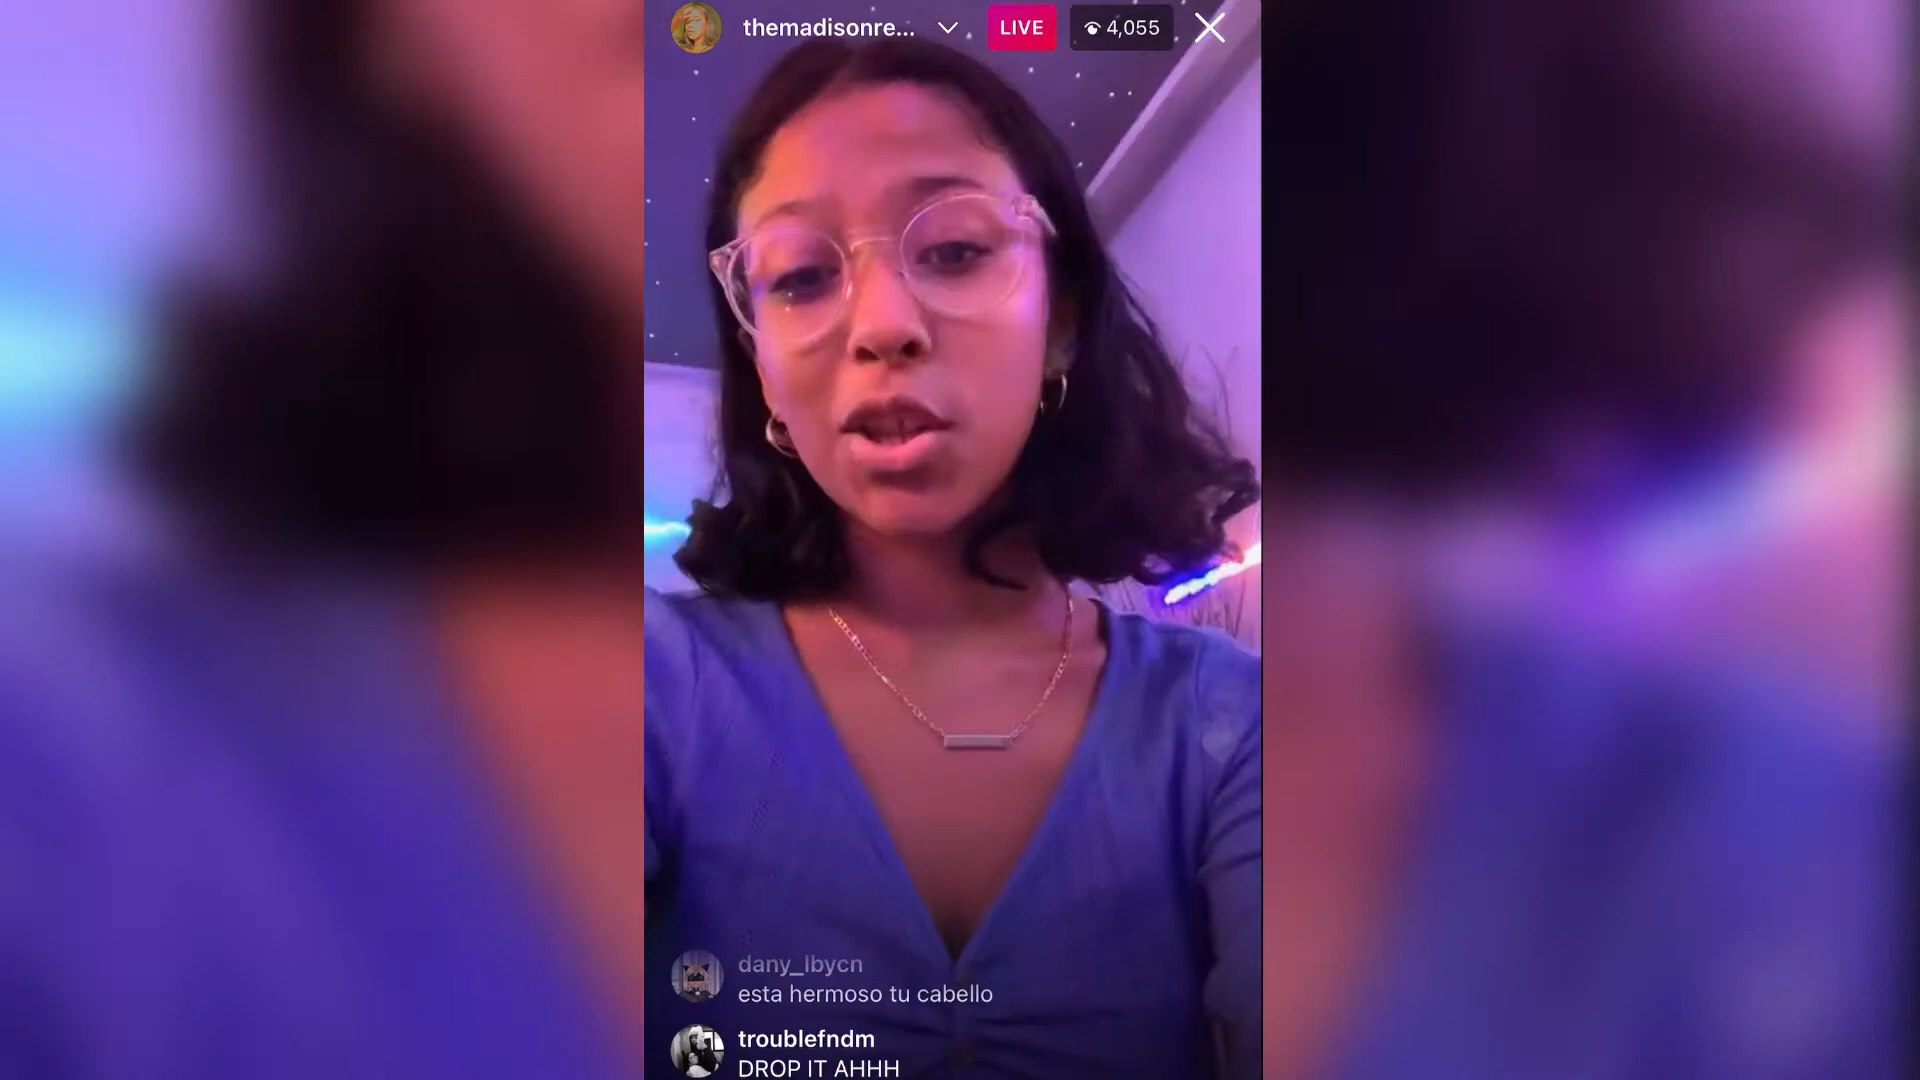 themadisonre...
LIVE
4,055
dany_lbycn
esta hermoso tu cabello
troublefndm
DROP IT AHHH